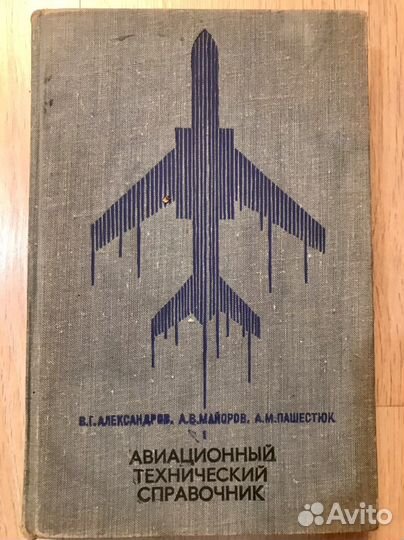 В.Г.АЛЕКСАНДРОВ, А.В.МАЙОРОВ, А.М.ПАШЕСТЮК
АВИАЦИОННЫЙ
ТЕХНИЧЕСКИЙ
СПРАВОЧНИК
Avito